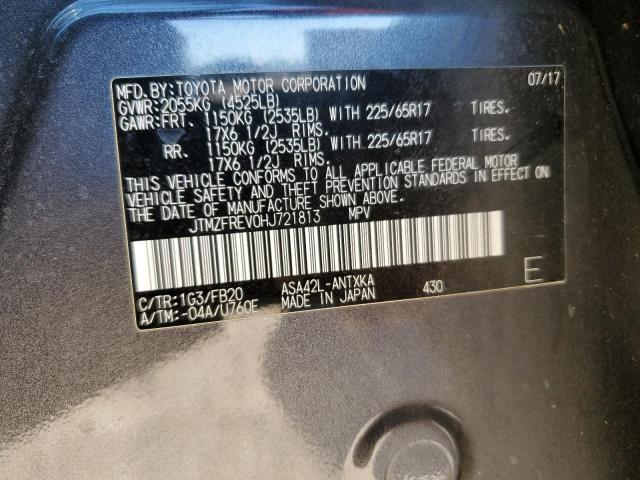 MFD. BY: TOYOTA MOTOR CORPORATION 07/17
GVWR: 2055KG (4525LB)
GAWR: FRT. 1150KG (2535LB) WITH 225/65R17 TIRES.
17X6 1/2J RIMS.
RR. 1150KG (2535LB) WITH 225/65R17 TIRES.
17X6 1/2J RIMS.
THIS VEHICLE CONFORMS TO ALL APPLICABLE FEDERAL MOTOR
VEHICLE SAFETY AND THEFT PREVENTION STANDARDS IN EFFECT ON
THE DATE OF MANUFACTURE SHOWN ABOVE.
JTMZFREV0HJ721813 MPV
C/TR: 1G3/FB20 ASA42L-ANTXKA 430 E
A/TM: -04A/U760E MADE IN JAPAN